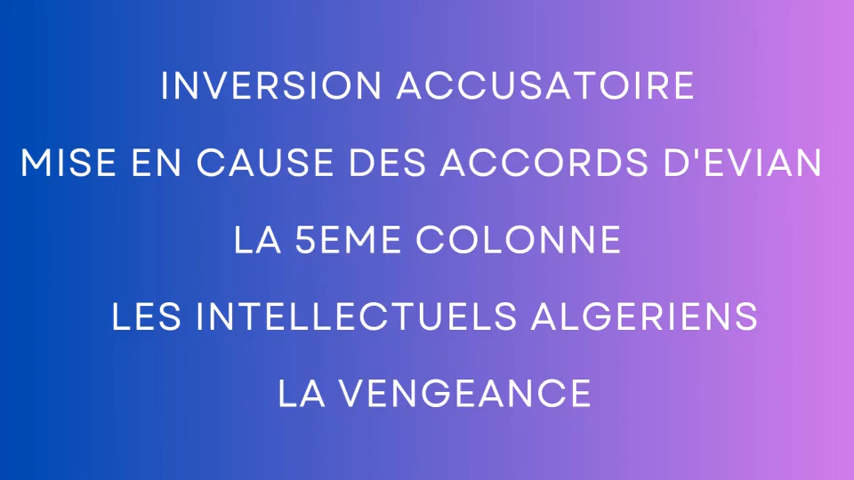 INVERSION ACCUSATOIRE
MISE EN CAUSE DES ACCORDS D'EVIAN
LA 5EME COLONNE
LES INTELLECTUELS ALGERIENS
LA VENGEANCE